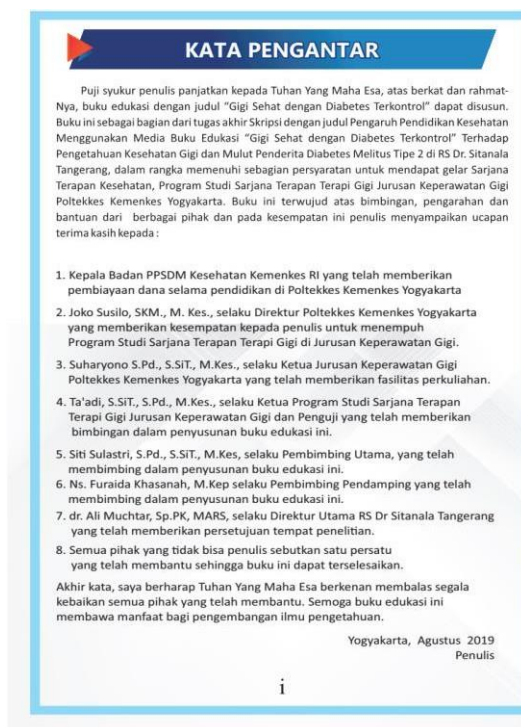 KATA PENGANTAR
Puji syukur penulis panjatkan kepada Tuhan Yang Maha Esa, atas berkat dan rahmat-
Nya, buku edukasi dengan judul "Gigi Sehat dengan Diabetes Terkontrol" dapat disusun.
Buku ini sebagai bagian dari tugas akhir Skripsi dengan judul Pengaruh Pendidikan Kesehatan
Menggunakan Media Buku Edukasi "Gigi Sehat dengan Diabetes Terkontrol" Terhadap
Pengetahuan Kesehatan Gigi dan Mulut Penderita Diabetes Melitus Tipe 2 di RS Dr. Sitanala
Tangerang, dalam rangka memenuhi sebagian persyaratan untuk mendapat gelar Sarjana
Terapan Kesehatan, Program Studi Sarjana Terapan Terapi Gigi Jurusan Keperawatan Gigi
Poltekkes Kemenkes Yogyakarta. Buku ini terwujud atas bimbingan, pengarahan dan
bantuan dari berbagai pihak dan pada kesempatan ini penulis menyampaikan ucapan
terima kasih kepada :
1. Kepala Badan PPSDM Kesehatan Kemenkes RI yang telah memberikan
pembiayaan dana selama pendidikan di Poltekkes Kemenkes Yogyakarta
2. Joko Susilo, SKM., M. Kes., selaku Direktur Poltekkes Kemenkes Yogyakarta
yang memberikan kesempatan kepada penulis untuk menempuh
Program Studi Sarjana Terapan Terapi Gigi di Jurusan Keperawatan Gigi.
3. Suharyono S.Pd., S.SiT., M.Kes., selaku Ketua Jurusan Keperawatan Gigi
Poltekkes Kemenkes Yogyakarta yang telah memberikan fasilitas perkuliahan.
4. Ta'adi, S.SiT., S.Pd., M.Kes., selaku Ketua Program Studi Sarjana Terapan
Terapi Gigi Jurusan Keperawatan Gigi dan Penguji yang telah memberikan
bimbingan dalam penyusunan buku edukasi ini.
5. Siti Sulastri, S.Pd., S.SiT., M.Kes, selaku Pembimbing Utama, yang telah
membimbing dalam penyusunan buku edukasi ini.
6. Ns. Furaida Khasanah, M.Kep selaku Pembimbing Pendamping yang telah
membimbing dalam penyusunan buku edukasi ini.
7. dr. Ali Muchtar, Sp.PK, MARS, selaku Direktur Utama RS Dr Sitanala Tangerang
yang telah memberikan persetujuan tempat penelitian.
8. Semua pihak yang tidak bisa penulis sebutkan satu persatu
yang telah membantu sehingga buku ini dapat terselesaikan.
Akhir kata, saya berharap Tuhan Yang Maha Esa berkenan membalas segala
kebaikan semua pihak yang telah membantu. Semoga buku edukasi ini
membawa manfaat bagi pengembangan ilmu pengetahuan.
Yogyakarta, Agustus 2019
Penulis
i